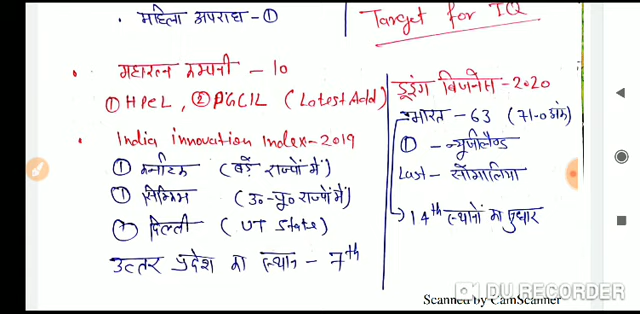 • महिला अपराध - ①
Target for IQ
• महारत्न कम्पनी - 10
① HPCL, ② PGCIL (Latest Add)
• India innovation index - 2019
① कर्नाटक (बड़े राज्यों में)
① सिक्किम (उ०-पू० राज्यों में)
① दिल्ली (UT State)
उत्तर प्रदेश का स्थान - 7th
डूइंग बिजनेस - 2020
→ भारत - 63 (71.0 अंक)
① - न्यूजीलैण्ड
Last - सोमालिया
→ 14th स्थानों का सुधार
DU RECORDER
Scanned by CamScanner